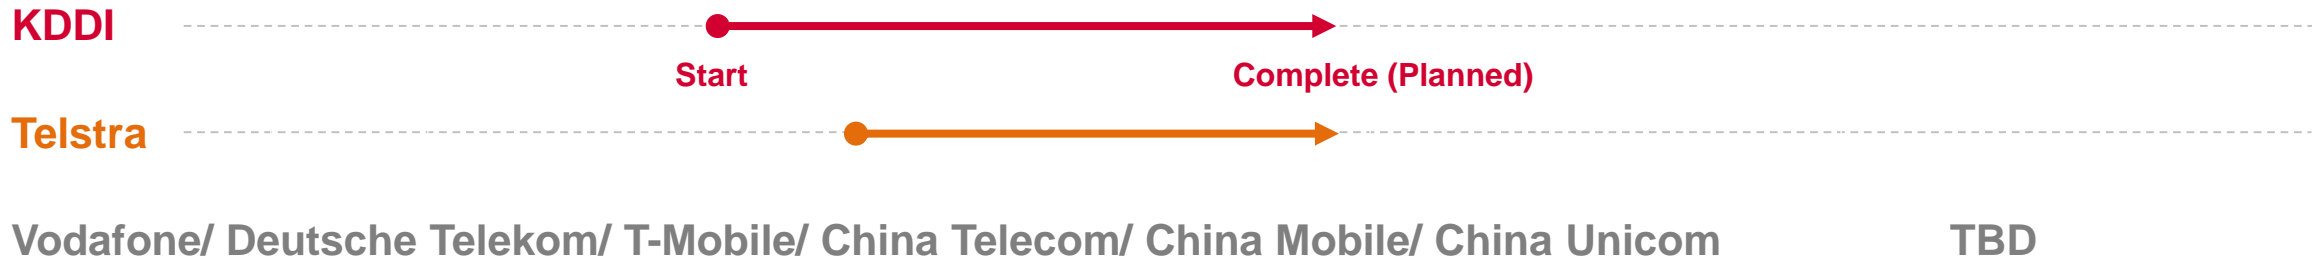 KDDI
Start Complete (Planned)
Telstra
Vodafone/ Deutsche Telekom/ T-Mobile/ China Telecom/ China Mobile/ China Unicom TBD